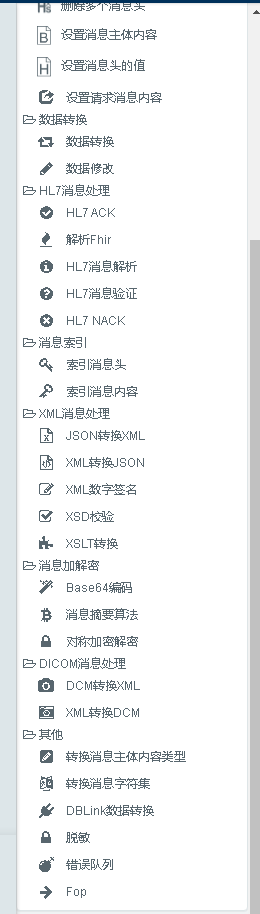 删除多个消息头
设置消息主体内容
设置消息头的值
设置请求消息内容
数据转换
数据转换
数据修改
HL7消息处理
HL7 ACK
解析Fhir
HL7消息解析
HL7消息验证
HL7 NACK
消息索引
索引消息头
索引消息内容
XML消息处理
JSON转换XML
XML转换JSON
XML数字签名
XSD校验
XSLT转换
消息加解密
Base64编码
消息摘要算法
对称加密解密
DICOM消息处理
DCM转换XML
XML转换DCM
其他
转换消息主体内容类型
转换消息字符集
DBLink数据转换
脱敏
错误队列
Fop